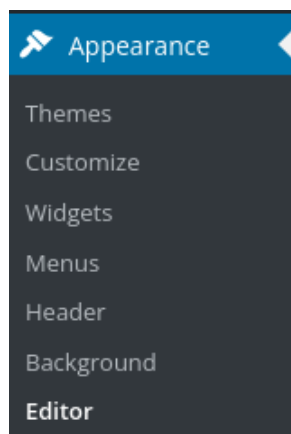 Appearance
Themes
Customize
Widgets
Menus
Header
Background
Editor